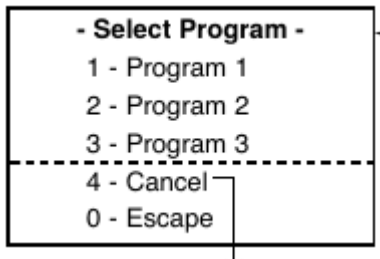 - Select Program -
1 - Program 1
2 - Program 2
3 - Program 3
4 - Cancel
0 - Escape